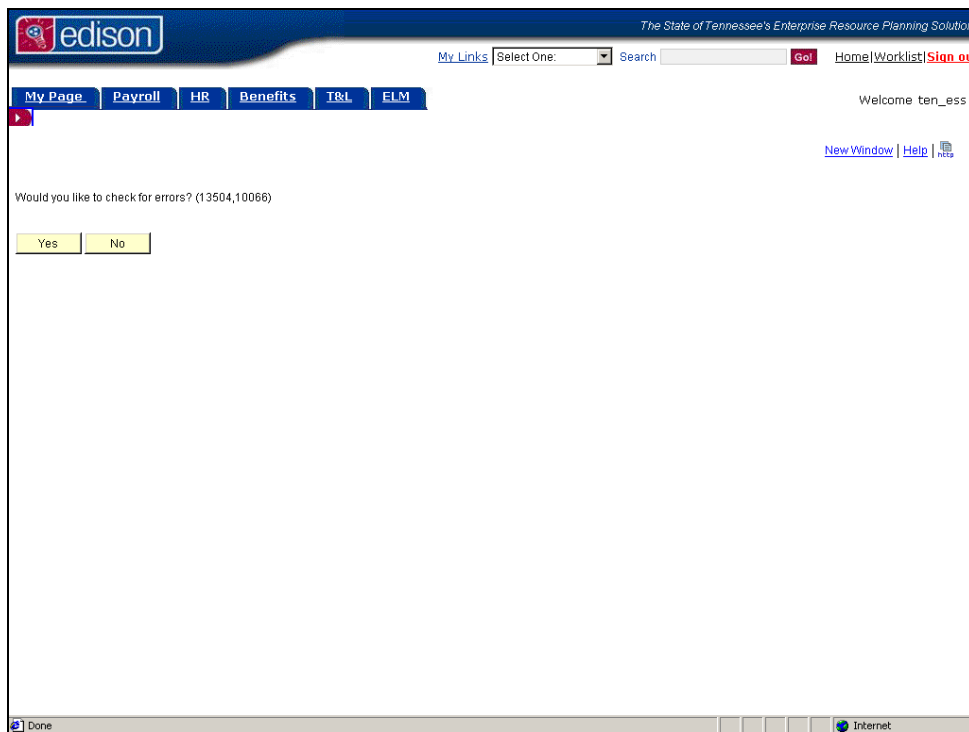 edison
The State of Tennessee's Enterprise Resource Planning Solution
My Links Select One: Search Go! Home|Worklist|Sign ou
My Page Payroll HR Benefits T&L ELM
Welcome ten_ess
New Window | Help | http
Would you like to check for errors? (13504,10066)
Yes No
Done Internet